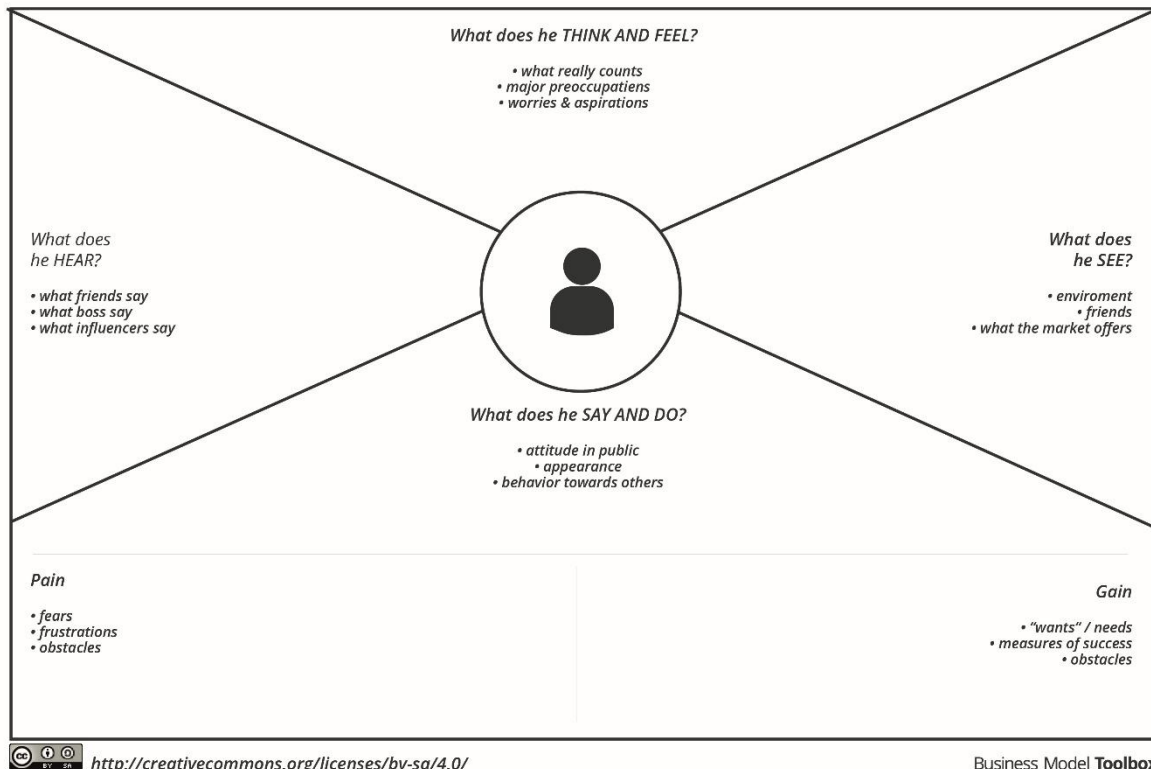 What does he THINK AND FEEL?
• what really counts
• major preoccupatiens
• worries & aspirations
What does
he HEAR?
• what friends say
• what boss say
• what influencers say
What does
he SEE?
• enviroment
• friends
• what the market offers
What does he SAY AND DO?
• attitude in public
• appearance
• behavior towards others
Pain
• fears
• frustrations
• obstacles
Gain
• “wants” / needs
• measures of success
• obstacles
cc BY SA
http://creativecommons.org/licenses/by-sa/4.0/
Business Model Toolbox